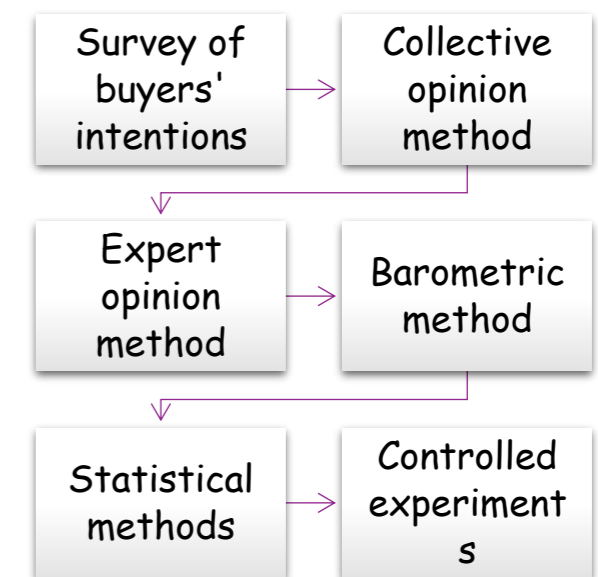 Survey of
buyers'
intentions
Collective
opinion
method
Expert
opinion
method
Barometric
method
Statistical
methods
Controlled
experiment
s